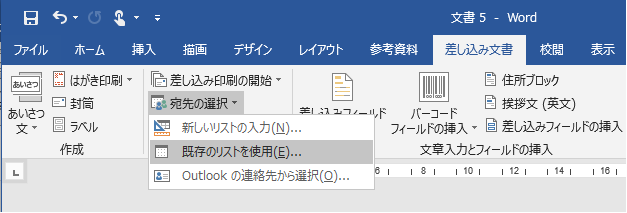 文書 5 - Word
ファイル ホーム 挿入 描画 デザイン レイアウト 参考資料 差し込み文書 校閲 表示
あいさつ
あいさつ文
はがき印刷
封筒
ラベル
作成
差し込み印刷の開始
宛先の選択
新しいリストの入力(N)...
既存のリストを使用(E)...
Outlook の連絡先から選択(O)...
差し込みフィールド
バーコード
フィールドの挿入
住所ブロック
挨拶文 (英文)
差し込みフィールドの挿入
文章入力とフィールドの挿入
L
4 6 8 10 12 14 16